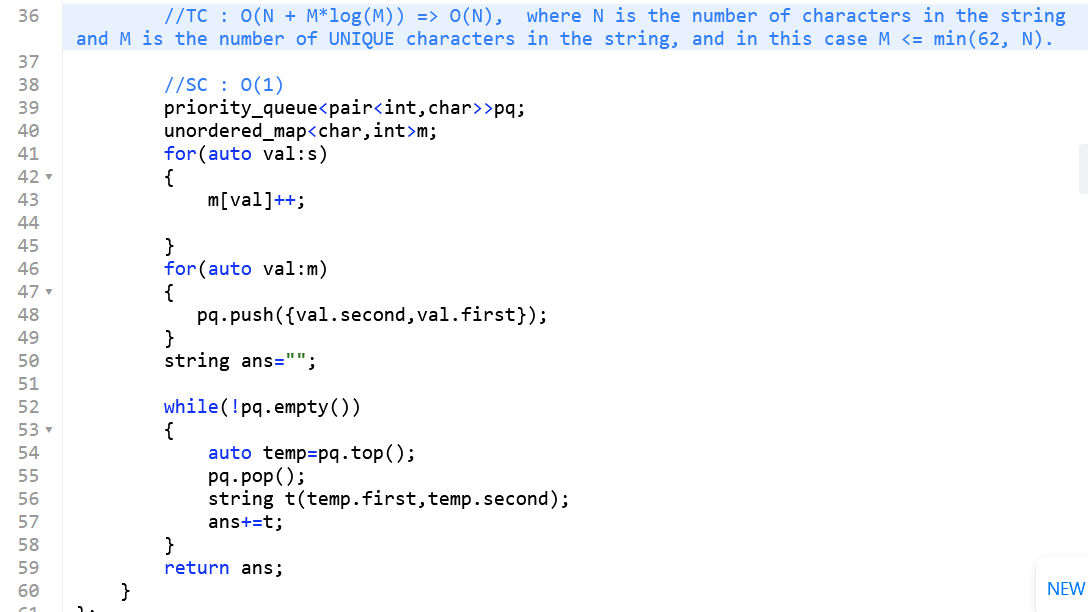 36 //TC : O(N + M*log(M)) => O(N),  where N is the number of characters in the string
and M is the number of UNIQUE characters in the string, and in this case M <= min(62, N).
37
38 //SC : O(1)
39 priority_queue<pair<int,char>>pq;
40 unordered_map<char,int>m;
41 for(auto val:s)
42 {
43 m[val]++;
44
45 }
46 for(auto val:m)
47 {
48 pq.push({val.second,val.first});
49 }
50 string ans="";
51
52 while(!pq.empty())
53 {
54 auto temp=pq.top();
55 pq.pop();
56 string t(temp.first,temp.second);
57 ans+=t;
58 }
59 return ans;
NEW
60 }
61 };